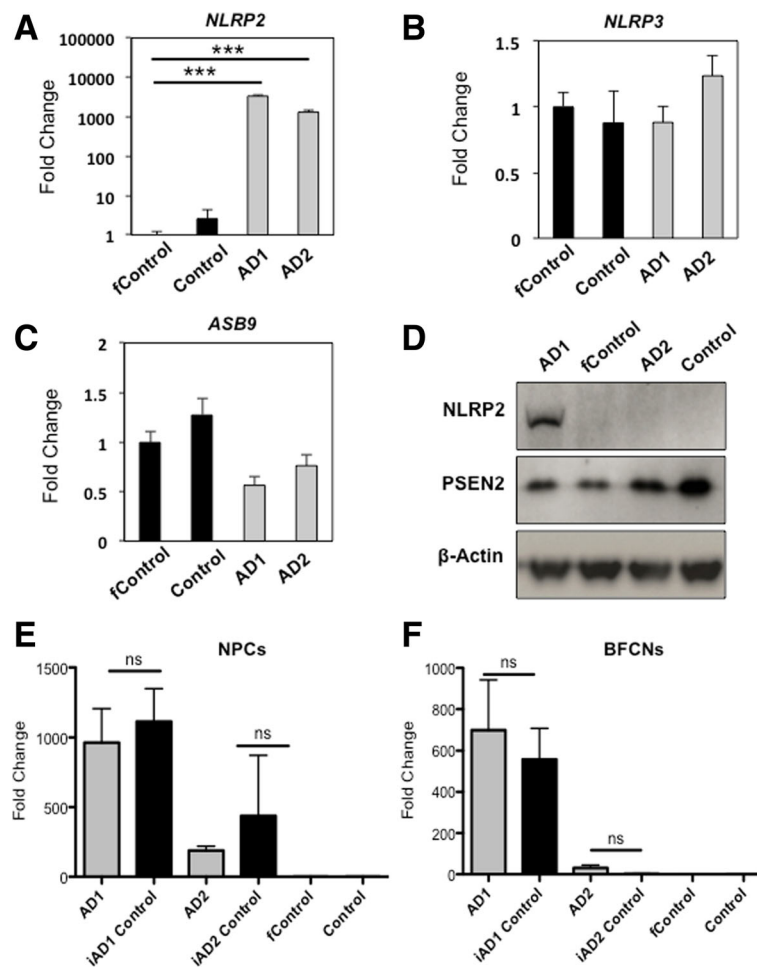 A
NLRP2
Fold Change
100000
10000
1000
100
10
1
***
***
fControl
Control
AD1
AD2
B
NLRP3
Fold Change
1.5
1
0.5
0
fControl
Control
AD1
AD2
C
ASB9
Fold Change
2
1.5
1
0.5
0
fControl
Control
AD1
AD2
D
AD1
fControl
AD2
Control
NLRP2
PSEN2
β-Actin
E
NPCs
Fold Change
1500
1000
500
0
ns
ns
AD1
iAD1 Control
AD2
iAD2 Control
fControl
Control
F
BFCNs
Fold Change
1000
800
600
400
200
0
ns
ns
AD1
iAD1 Control
AD2
iAD2 Control
fControl
Control